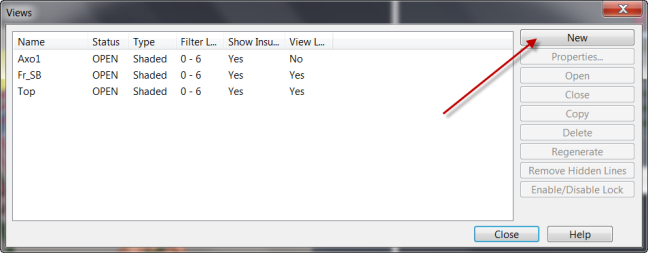 Views
Name Status Type Filter L... Show Insu... View L...
Axo1 OPEN Shaded 0 - 6 Yes No
Fr_SB OPEN Shaded 0 - 6 Yes Yes
Top OPEN Shaded 0 - 6 Yes Yes
New
Properties...
Open
Close
Copy
Delete
Regenerate
Remove Hidden Lines
Enable/Disable Lock
Close Help